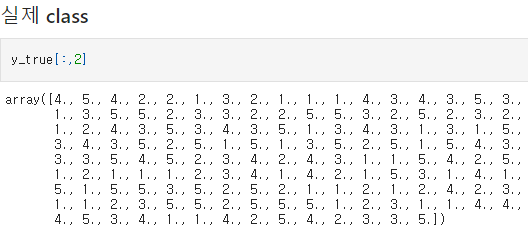 실제 class
y_true[:,2]
array([4., 5., 4., 2., 2., 1., 3., 2., 1., 1., 1., 4., 3., 4., 3., 5., 3.,
1., 3., 5., 5., 2., 3., 3., 2., 2., 5., 5., 3., 2., 5., 2., 3., 2.,
1., 2., 4., 3., 5., 3., 4., 3., 5., 1., 3., 4., 3., 1., 3., 1., 5.,
3., 4., 3., 5., 2., 5., 1., 5., 1., 3., 5., 2., 5., 1., 5., 4., 3.,
3., 3., 5., 4., 5., 2., 3., 4., 2., 4., 3., 1., 1., 5., 2., 4., 5.,
1., 2., 1., 1., 1., 2., 3., 4., 1., 4., 2., 5., 1., 4., 1., 5., 4.,
5., 1., 5., 5., 3., 5., 2., 5., 2., 1., 1., 2., 1., 2., 4., 2., 3.,
1., 1., 2., 3., 5., 5., 2., 5., 5., 5., 1., 2., 3., 1., 1., 4., 4.,
4., 5., 3., 4., 1., 1., 4., 2., 5., 4., 2., 3., 3., 5.])